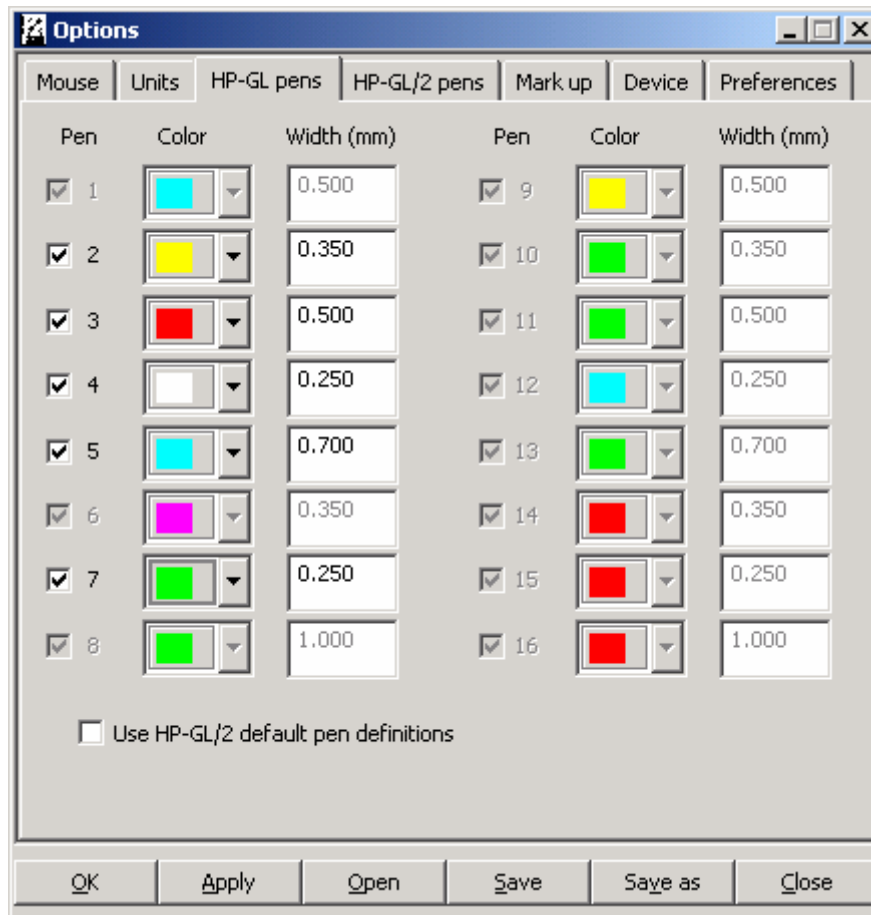 Options
Mouse Units HP-GL pens HP-GL/2 pens Mark up Device Preferences
Pen Color Width (mm) Pen Color Width (mm)
1 0.500 9 0.500
2 0.350 10 0.350
3 0.500 11 0.500
4 0.250 12 0.250
5 0.700 13 0.700
6 0.350 14 0.350
7 0.250 15 0.250
8 1.000 16 1.000
Use HP-GL/2 default pen definitions
OK Apply Open Save Save as Close